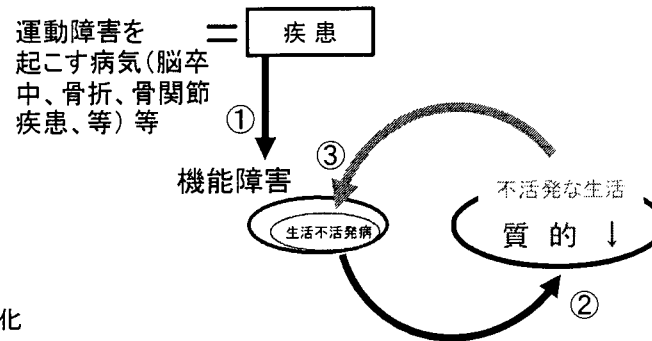 運動障害を
起こす病気(脳卒
中、骨折、骨関節
疾患、等)等
=
疾患
①
機能障害
③
生活不活発病
不活発な生活
質的 ↓
②
化